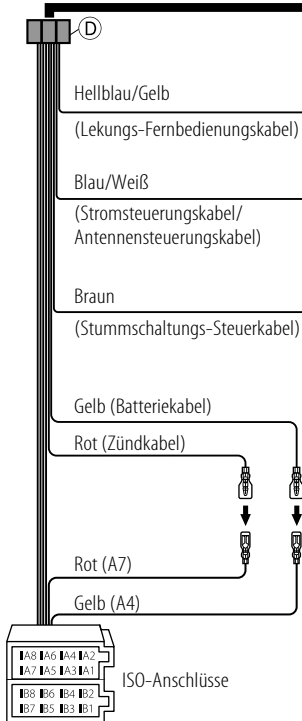 D
Hellblau/Gelb
(Lekungs-Fernbedienungskabel)
Blau/Weiß
(Stromsteuerungskabel/
Antennensteuerungskabel)
Braun
(Stummschaltungs-Steuerkabel)
Gelb (Batteriekabel)
Rot (Zündkabel)
Rot (A7)
Gelb (A4)
A8 A6 A4 A2
A7 A5 A3 A1
B8 B6 B4 B2
B7 B5 B3 B1
ISO-Anschlüsse